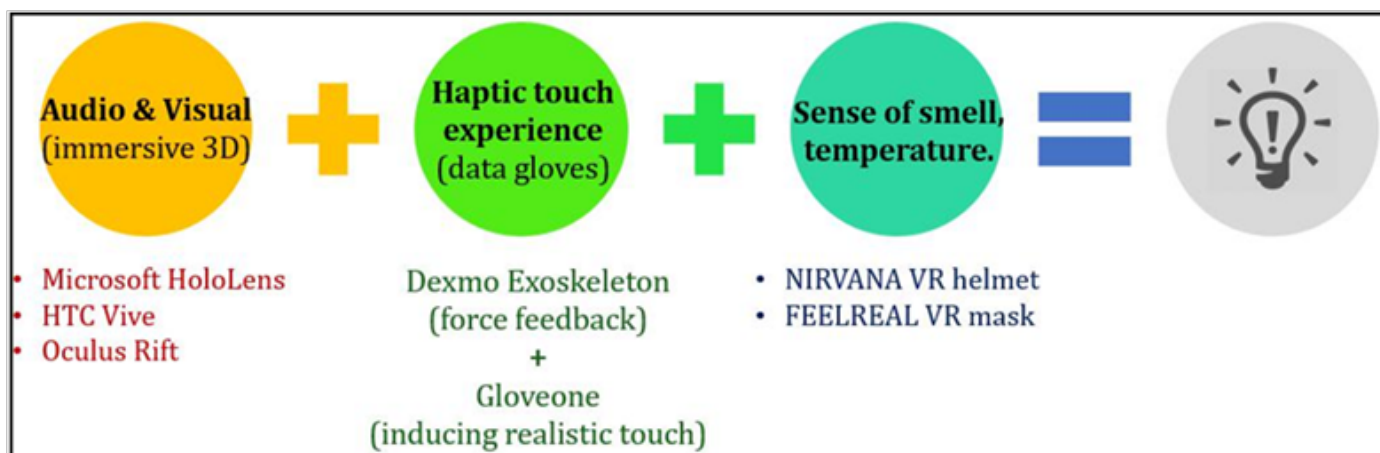 Audio & Visual
(immersive 3D)
Haptic touch
experience
(data gloves)
Sense of smell,
temperature.
• Microsoft HoloLens
• HTC Vive
• Oculus Rift
Dexmo Exoskeleton
(force feedback)
+
Gloveone
(inducing realistic touch)
• NIRVANA VR helmet
• FEELREAL VR mask